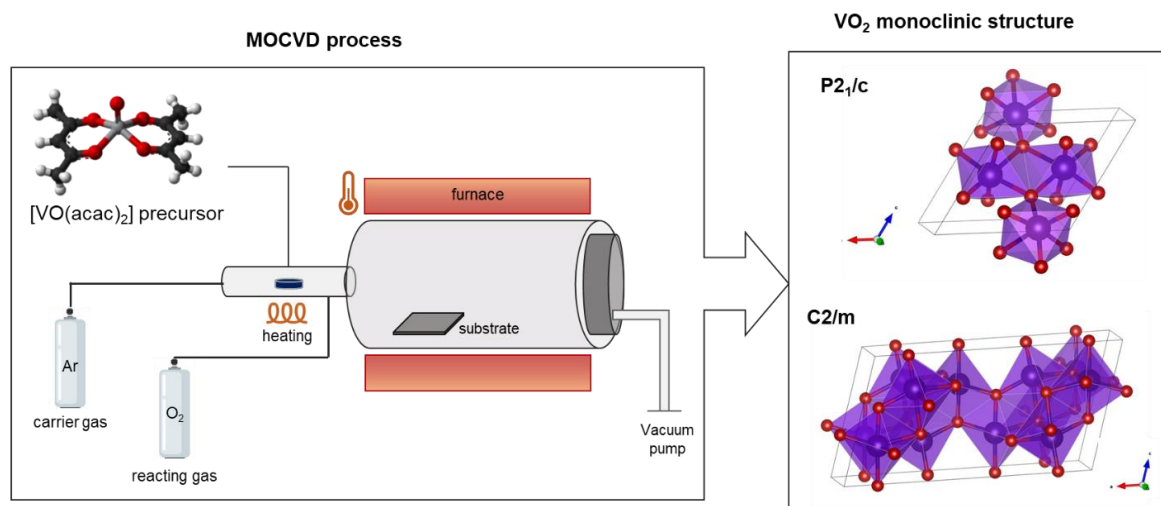 MOCVD process
VO₂ monoclinic structure
[VO(acac)₂] precursor
furnace
heating
substrate
Ar
carrier gas
O₂
reacting gas
Vacuum
pump
P2₁/c
C2/m